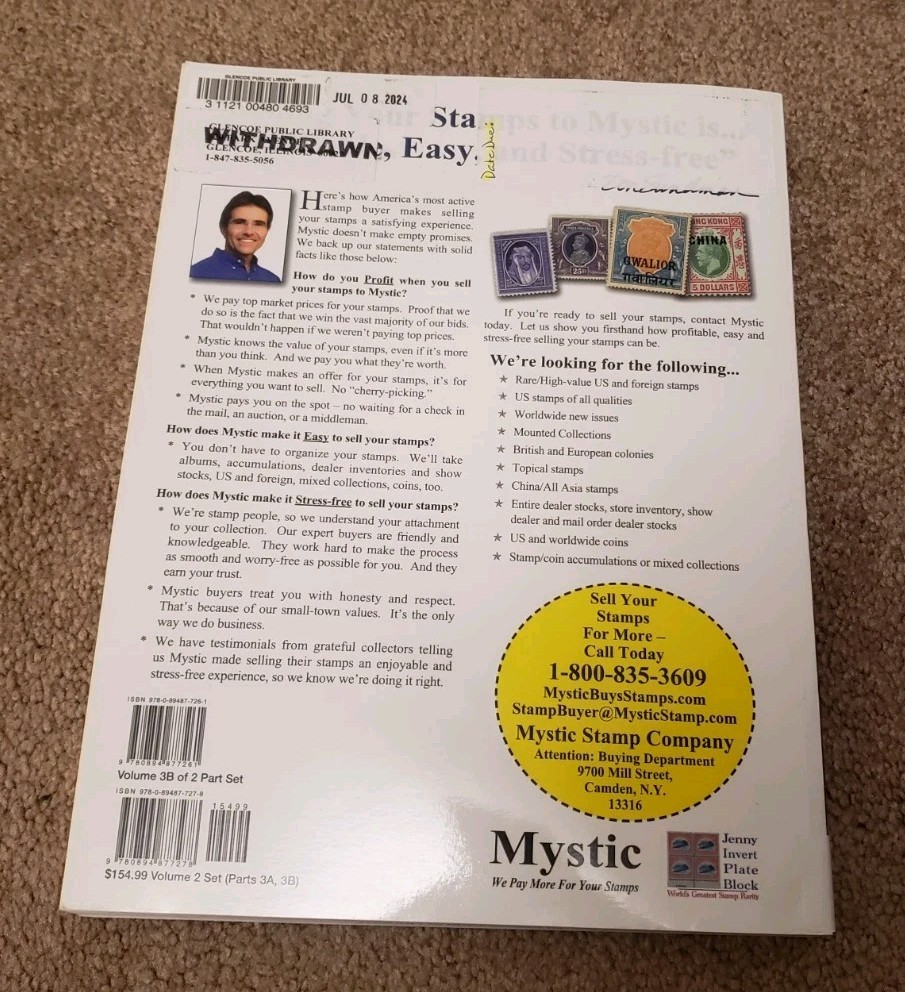 GLENCOE PUBLIC LIBRARY
3 1121 00480 4693
JUL 0 8 2024
GLENCOE PUBLIC LIBRARY
WITHDRAWN
GLENCOE, ILLINOIS
1-847-835-5056
Date Due:
Stamps to Mystic is...
, Easy, and Stress-free"
Here's how America's most active
stamp buyer makes selling
your stamps a satisfying experience.
Mystic doesn't make empty promises.
We back up our statements with solid
facts like those below:
How do you Profit when you sell
your stamps to Mystic?
* We pay top market prices for your stamps. Proof that we
do so is the fact that we win the vast majority of our bids.
That wouldn't happen if we weren't paying top prices.
* Mystic knows the value of your stamps, even if it's more
than you think. And we pay you what they're worth.
* When Mystic makes an offer for your stamps, it's for
everything you want to sell. No "cherry-picking."
* Mystic pays you on the spot – no waiting for a check in
the mail, an auction, or a middleman.
How does Mystic make it Easy to sell your stamps?
* You don't have to organize your stamps. We'll take
albums, accumulations, dealer inventories and show
stocks, US and foreign, mixed collections, coins, too.
How does Mystic make it Stress-free to sell your stamps?
* We're stamp people, so we understand your attachment
to your collection. Our expert buyers are friendly and
knowledgeable. They work hard to make the process
as smooth and worry-free as possible for you. And they
earn your trust.
* Mystic buyers treat you with honesty and respect.
That's because of our small-town values. It's the only
way we do business.
* We have testimonials from grateful collectors telling
us Mystic made selling their stamps an enjoyable and
stress-free experience, so we know we're doing it right.
ISBN 978-0-89487-726-1
9 780894 877261
Volume 3B of 2 Part Set
ISBN 978-0-89487-727-8
15499
9 780894 877278
$154.99 Volume 2 Set (Parts 3A, 3B)
GWALIOR
ग्वालियर
HONG KONG
CHINA
5 DOLLARS
If you're ready to sell your stamps, contact Mystic
today. Let us show you firsthand how profitable, easy and
stress-free selling your stamps can be.
We're looking for the following...
★ Rare/High-value US and foreign stamps
★ US stamps of all qualities
★ Worldwide new issues
★ Mounted Collections
★ British and European colonies
★ Topical stamps
★ China/All Asia stamps
★ Entire dealer stocks, store inventory, show
dealer and mail order dealer stocks
★ US and worldwide coins
★ Stamp/coin accumulations or mixed collections
Sell Your
Stamps
For More –
Call Today
1-800-835-3609
MysticBuysStamps.com
StampBuyer@MysticStamp.com
Mystic Stamp Company
Attention: Buying Department
9700 Mill Street,
Camden, N.Y.
13316
Mystic
We Pay More For Your Stamps
Jenny
Invert
Plate
Block
World's Greatest Stamp Rarity